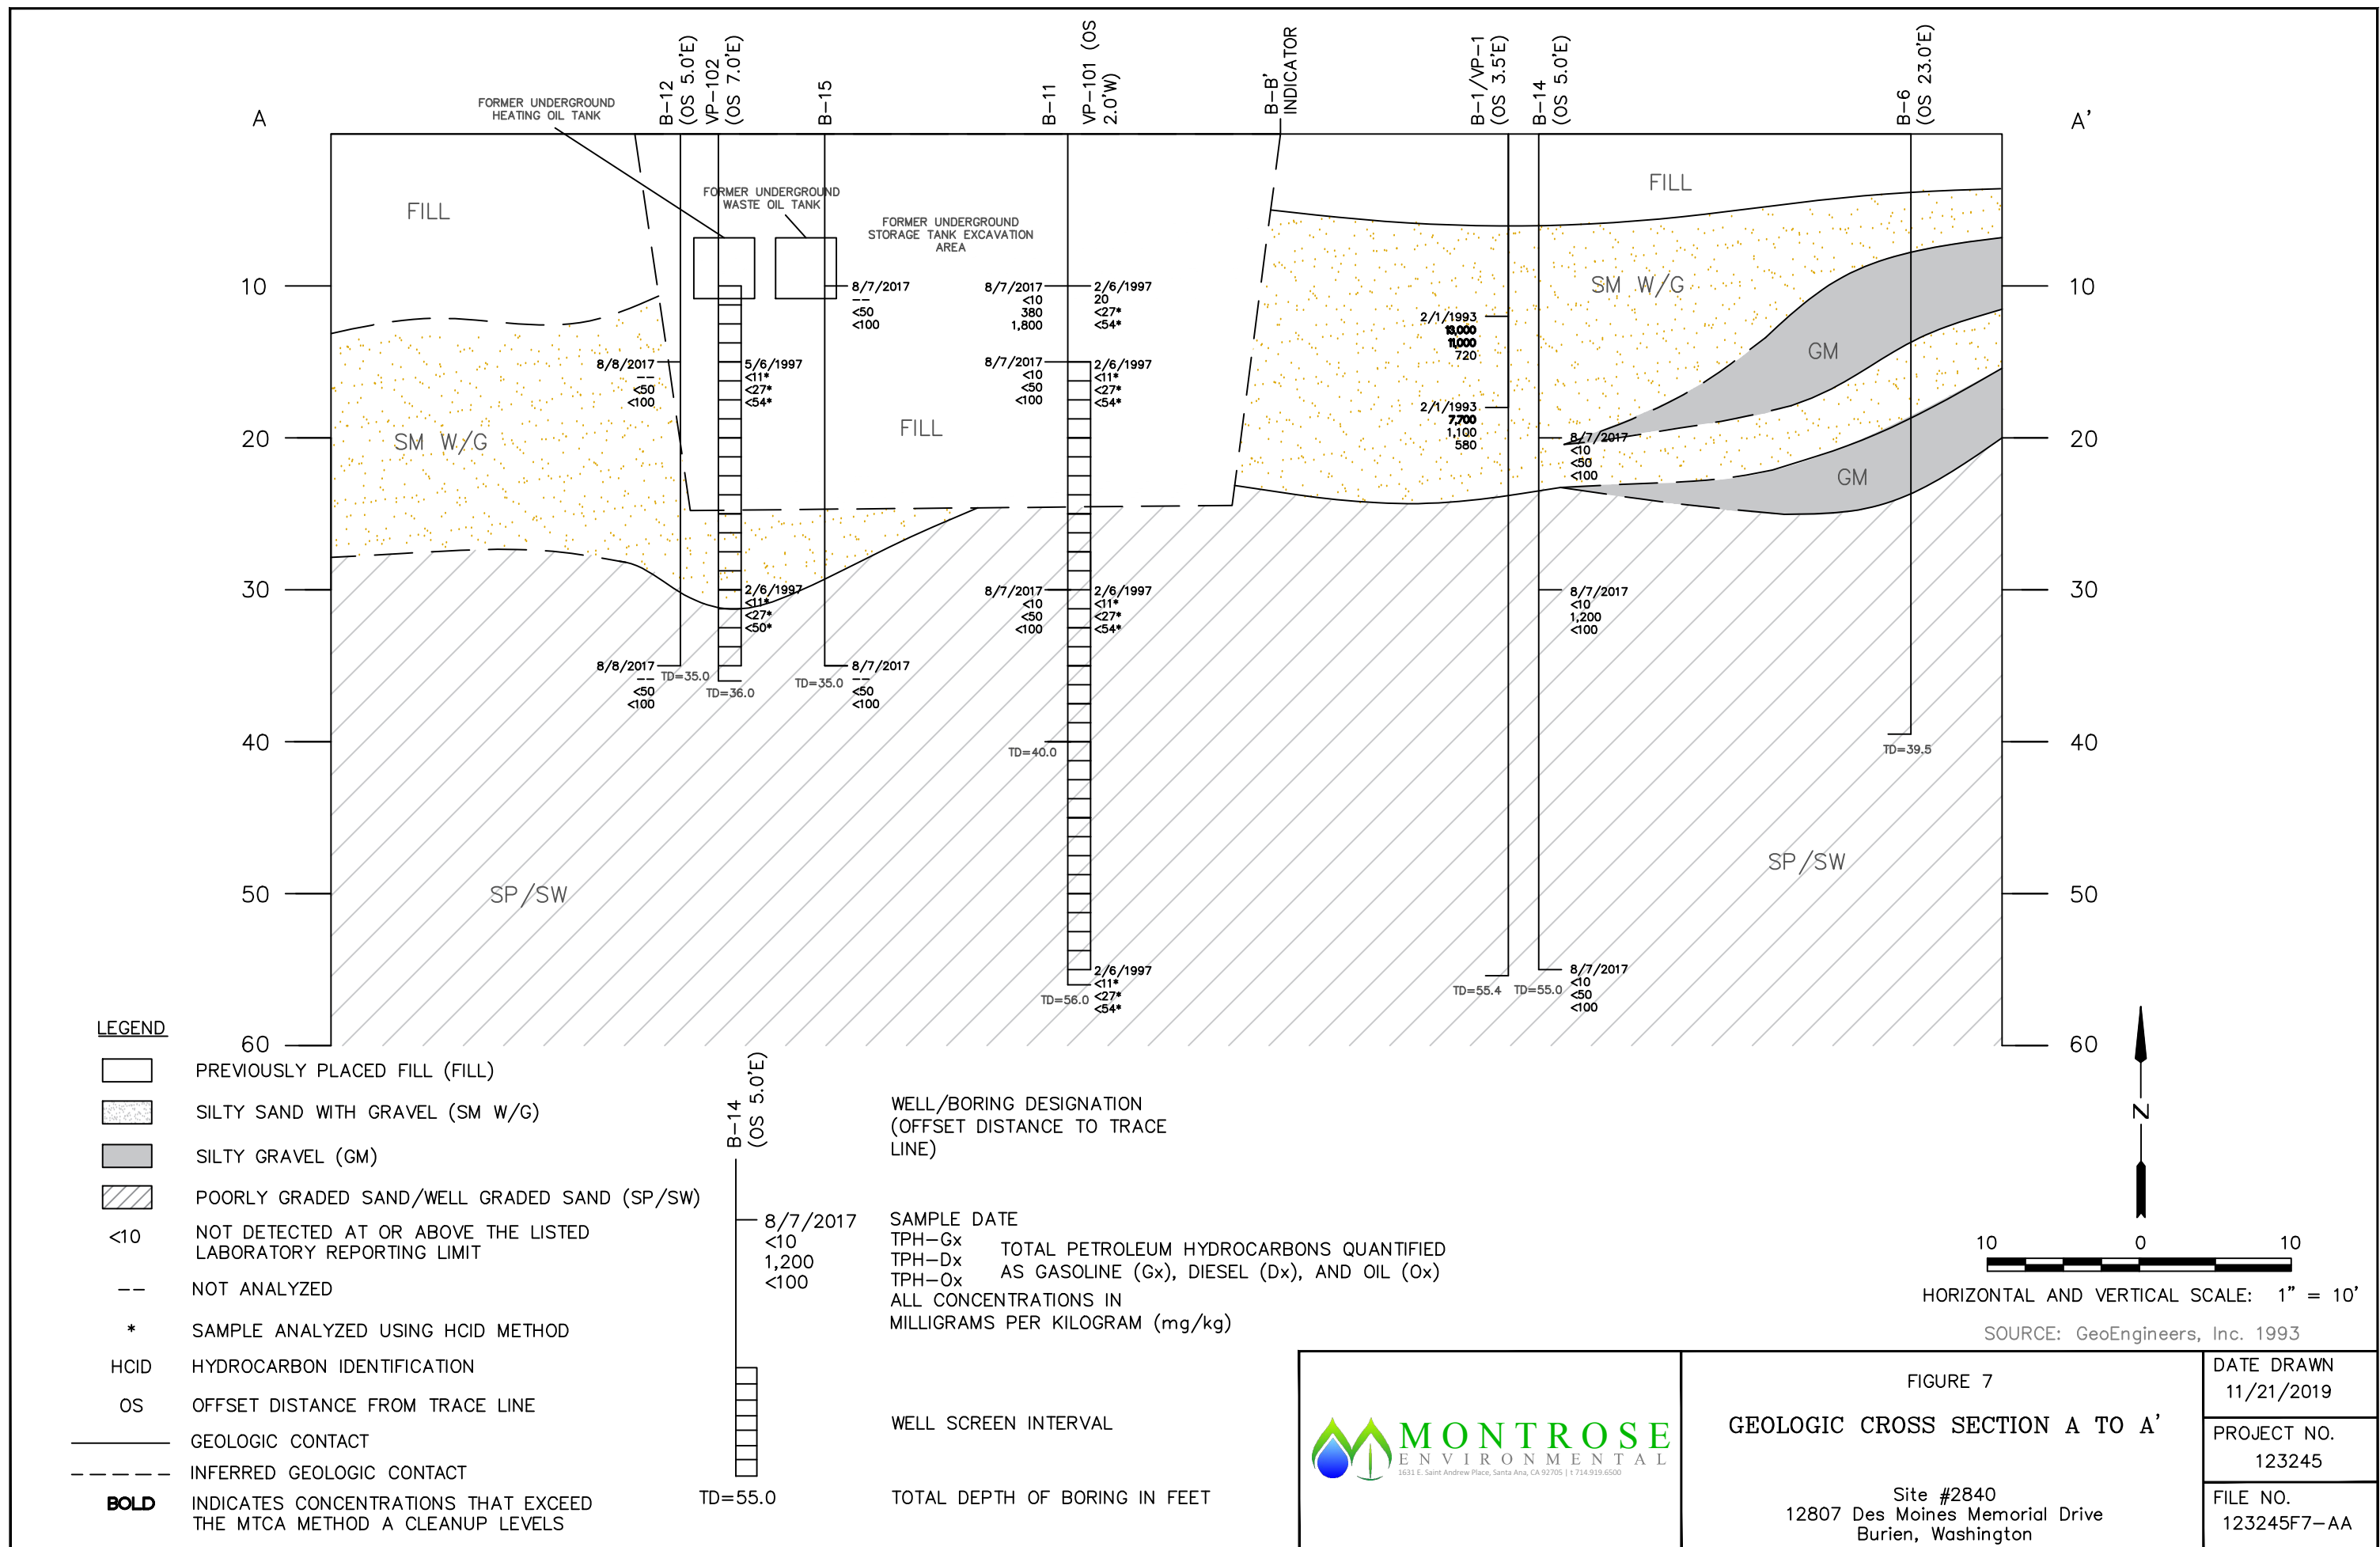 A
B-12
(OS 5.0'E)
VP-102
(OS 7.0'E)
B-15
B-11
VP-101 (OS
2.0'W)
B-B'
INDICATOR
B-1/VP-1
(OS 3.5'E)
B-14
(OS 5.0'E)
B-6
(OS 23.0'E)
A'
FORMER UNDERGROUND
HEATING OIL TANK
FORMER UNDERGROUND
WASTE OIL TANK
FORMER UNDERGROUND
STORAGE TANK EXCAVATION
AREA
FILL
FILL
FILL
SM W/G
SM W/G
GM
GM
SP/SW
SP/SW
10
20
30
40
50
60
10
20
30
40
50
60
8/8/2017
--
<50
<100
8/8/2017
--
<50
<100
TD=35.0
5/6/1997
<11*
<27*
<54*
2/6/1997
<11*
<27*
<50*
TD=36.0
8/7/2017
--
<50
<100
8/7/2017
--
<50
<100
TD=35.0
8/7/2017
<10
380
1,800
8/7/2017
<10
<50
<100
8/7/2017
<10
<50
<100
TD=40.0
2/6/1997
20
<27*
<54*
2/6/1997
<11*
<27*
<54*
2/6/1997
<11*
<27*
<54*
2/6/1997
<11*
<27*
<54*
TD=56.0
2/1/1993
13,000
11,000
720
2/1/1993
7,700
1,100
580
TD=55.4
8/7/2017
<10
<50
<100
8/7/2017
<10
1,200
<100
8/7/2017
<10
<50
<100
TD=55.0
TD=39.5
LEGEND
PREVIOUSLY PLACED FILL (FILL)
SILTY SAND WITH GRAVEL (SM W/G)
SILTY GRAVEL (GM)
POORLY GRADED SAND/WELL GRADED SAND (SP/SW)
<10 NOT DETECTED AT OR ABOVE THE LISTED
LABORATORY REPORTING LIMIT
-- NOT ANALYZED
* SAMPLE ANALYZED USING HCID METHOD
HCID HYDROCARBON IDENTIFICATION
OS OFFSET DISTANCE FROM TRACE LINE
GEOLOGIC CONTACT
INFERRED GEOLOGIC CONTACT
BOLD INDICATES CONCENTRATIONS THAT EXCEED
THE MTCA METHOD A CLEANUP LEVELS
B-14
(OS 5.0'E)
WELL/BORING DESIGNATION
(OFFSET DISTANCE TO TRACE
LINE)
8/7/2017
<10
1,200
<100
SAMPLE DATE
TPH-Gx
TPH-Dx
TPH-Ox
TOTAL PETROLEUM HYDROCARBONS QUANTIFIED
AS GASOLINE (Gx), DIESEL (Dx), AND OIL (Ox)
ALL CONCENTRATIONS IN
MILLIGRAMS PER KILOGRAM (mg/kg)
WELL SCREEN INTERVAL
TD=55.0
TOTAL DEPTH OF BORING IN FEET
N
10 0 10
HORIZONTAL AND VERTICAL SCALE: 1" = 10'
SOURCE: GeoEngineers, Inc. 1993
MONTROSE
ENVIRONMENTAL
1631 E. Saint Andrew Place, Santa Ana, CA 92705 | t 714.919.6500
FIGURE 7
GEOLOGIC CROSS SECTION A TO A'
Site #2840
12807 Des Moines Memorial Drive
Burien, Washington
DATE DRAWN
11/21/2019
PROJECT NO.
123245
FILE NO.
123245F7-AA